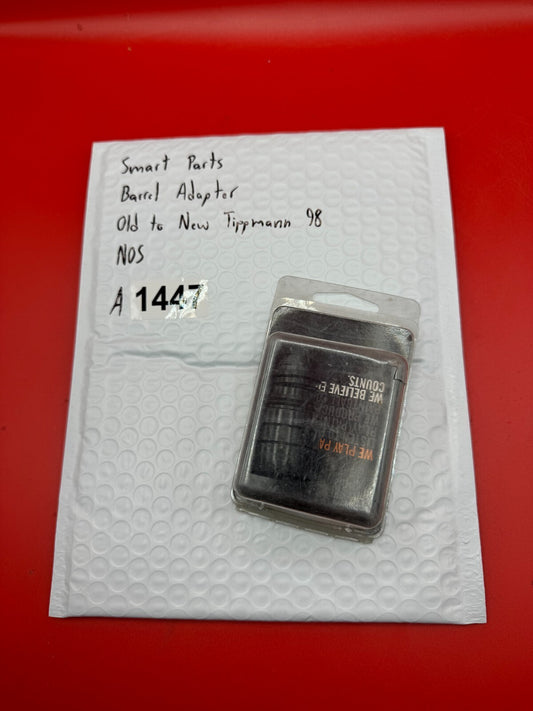 Smart Parts
Barrel Adapter
Old to New Tippmann 98
NOS
A 1447
WE BELIEVE
COUNTS.
WE PLAY PA